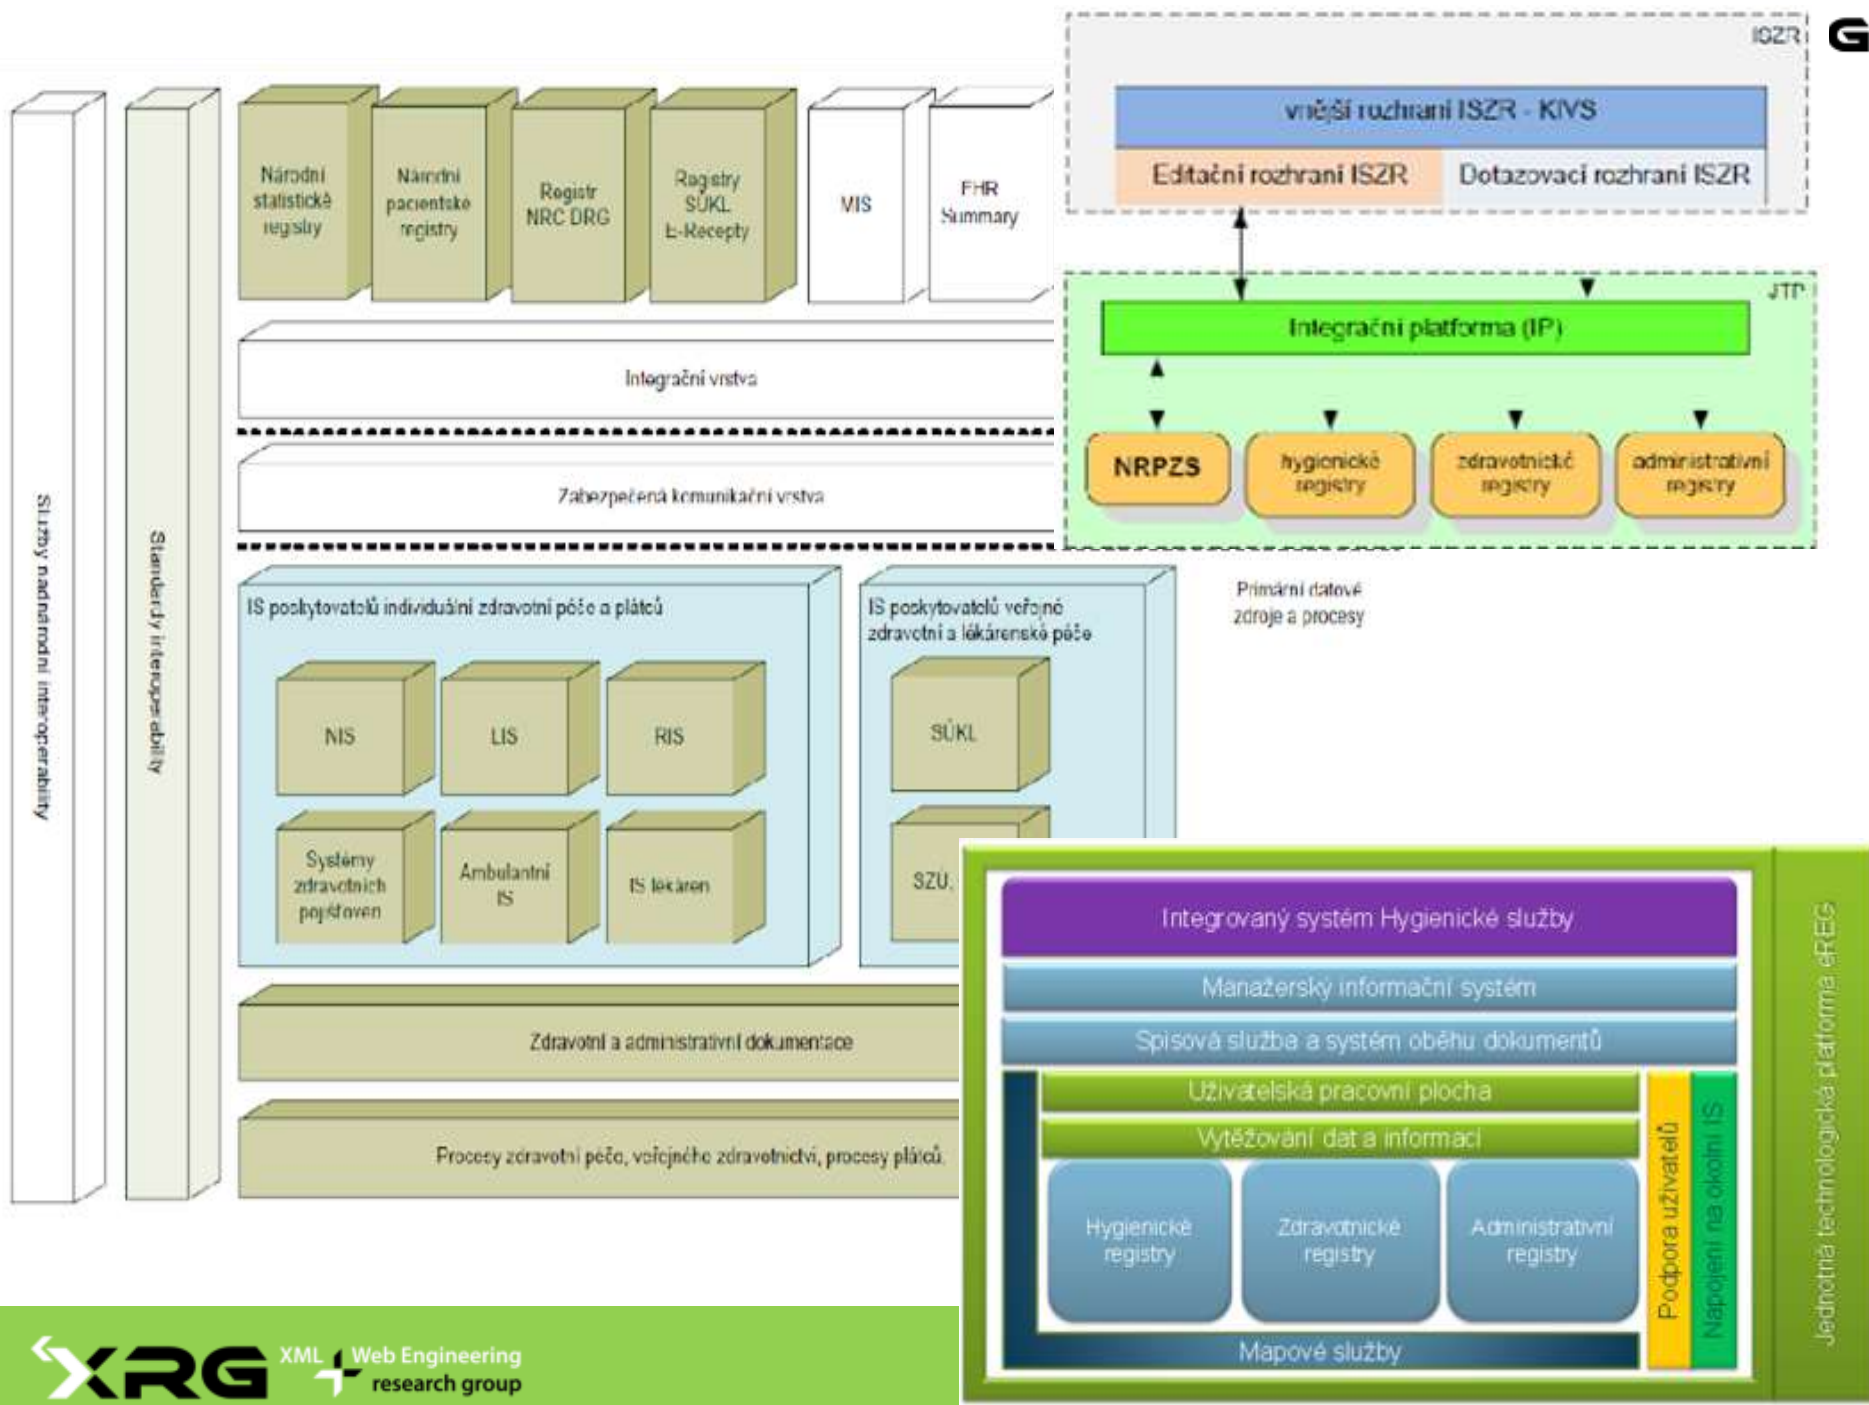 Služby nadnárodní interoperability
Standardy interoperability
Národní
statistické
registry
Národní
pacientské
registry
Registr
NRC DRG
Registry
SÚKL
E-Recepty
MIS
EHR
Summary
Integrační vrstva
Zabezpečená komunikační vrstva
IS poskytovatelů individuální zdravotní péče a plátců
NIS
LIS
RIS
Systémy
zdravotních
pojišťoven
Ambulantní
IS
IS lékáren
IS poskytovatelů veřejné
zdravotní a lékárenské péče
SÚKL
SZÚ,
Primární datové
zdroje a procesy
Zdravotní a administrativní dokumentace
Procesy zdravotní péče, veřejného zdravotnictví, procesy plátců.
ISZR
vnější rozhraní ISZR - KIVS
Editační rozhraní ISZR
Dotazovací rozhraní ISZR
JTP
Integrační platforma (IP)
NRPZS
hygienické
registry
zdravotnické
registry
administrativní
registry
Integrovaný systém Hygienické služby
Manažerský informační systém
Spisová služba a systém oběhu dokumentů
Uživatelská pracovní plocha
Vytěžování dat a informací
Hygienické
registry
Zdravotnické
registry
Administrativní
registry
Mapové služby
Podpora uživatelů
Napojení na okolní IS
Jednotná technologická platforma eREG
XRG
XML + Web Engineering
research group
G